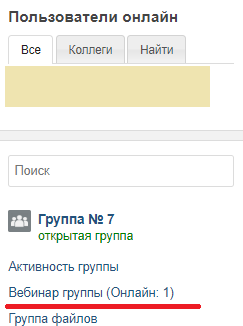 Пользователи онлайн
Все Коллеги Найти
Поиск
Группа № 7
открытая группа
Активность группы
Вебинар группы (Онлайн: 1)
Группа файлов